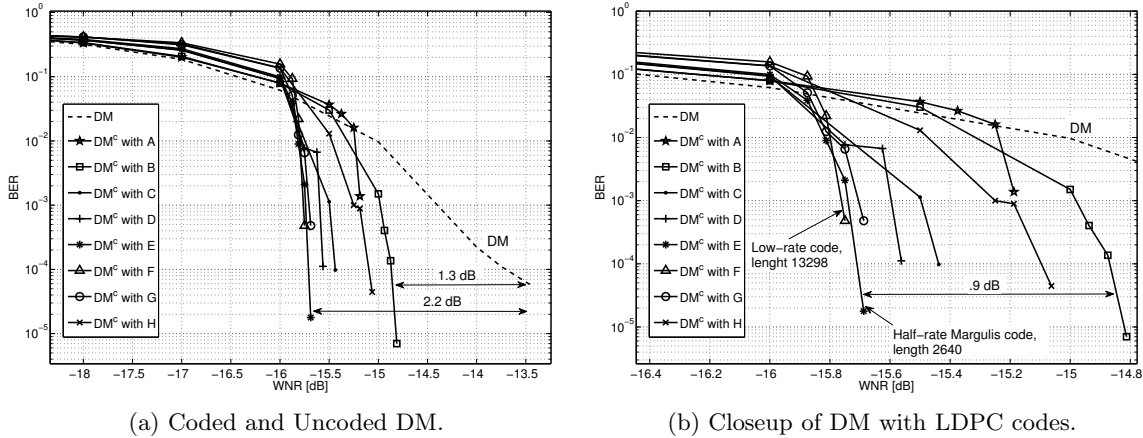 10^0
10^-1
10^-2
10^-3
10^-4
10^-5
BER
DM
DM^c with A
DM^c with B
DM^c with C
DM^c with D
DM^c with E
DM^c with F
DM^c with G
DM^c with H
DM
1.3 dB
2.2 dB
−18 −17 −16.5 −16 −15.5 −15 −14.5 −14 −13.5
WNR [dB]
(a) Coded and Uncoded DM.
10^0
10^-1
10^-2
10^-3
10^-4
10^-5
BER
DM
DM^c with A
DM^c with B
DM^c with C
DM^c with D
DM^c with E
DM^c with F
DM^c with G
DM^c with H
DM
Low−rate code,
lenght 13298
.9 dB
Half−rate Margulis code,
length 2640
−16.4 −16.2 −16 −15.8 −15.6 −15.4 −15.2 −15 −14.8
WNR [dB]
(b) Closeup of DM with LDPC codes.